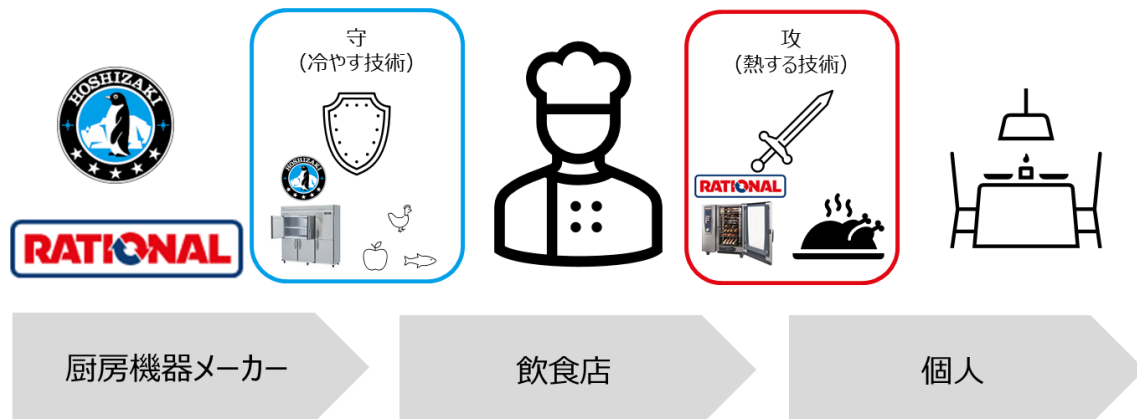 HOSHIZAKI
RATIONAL
守
(冷やす技術)
HOSHIZAKI
攻
(熱する技術)
RATIONAL
厨房機器メーカー
飲食店
個人